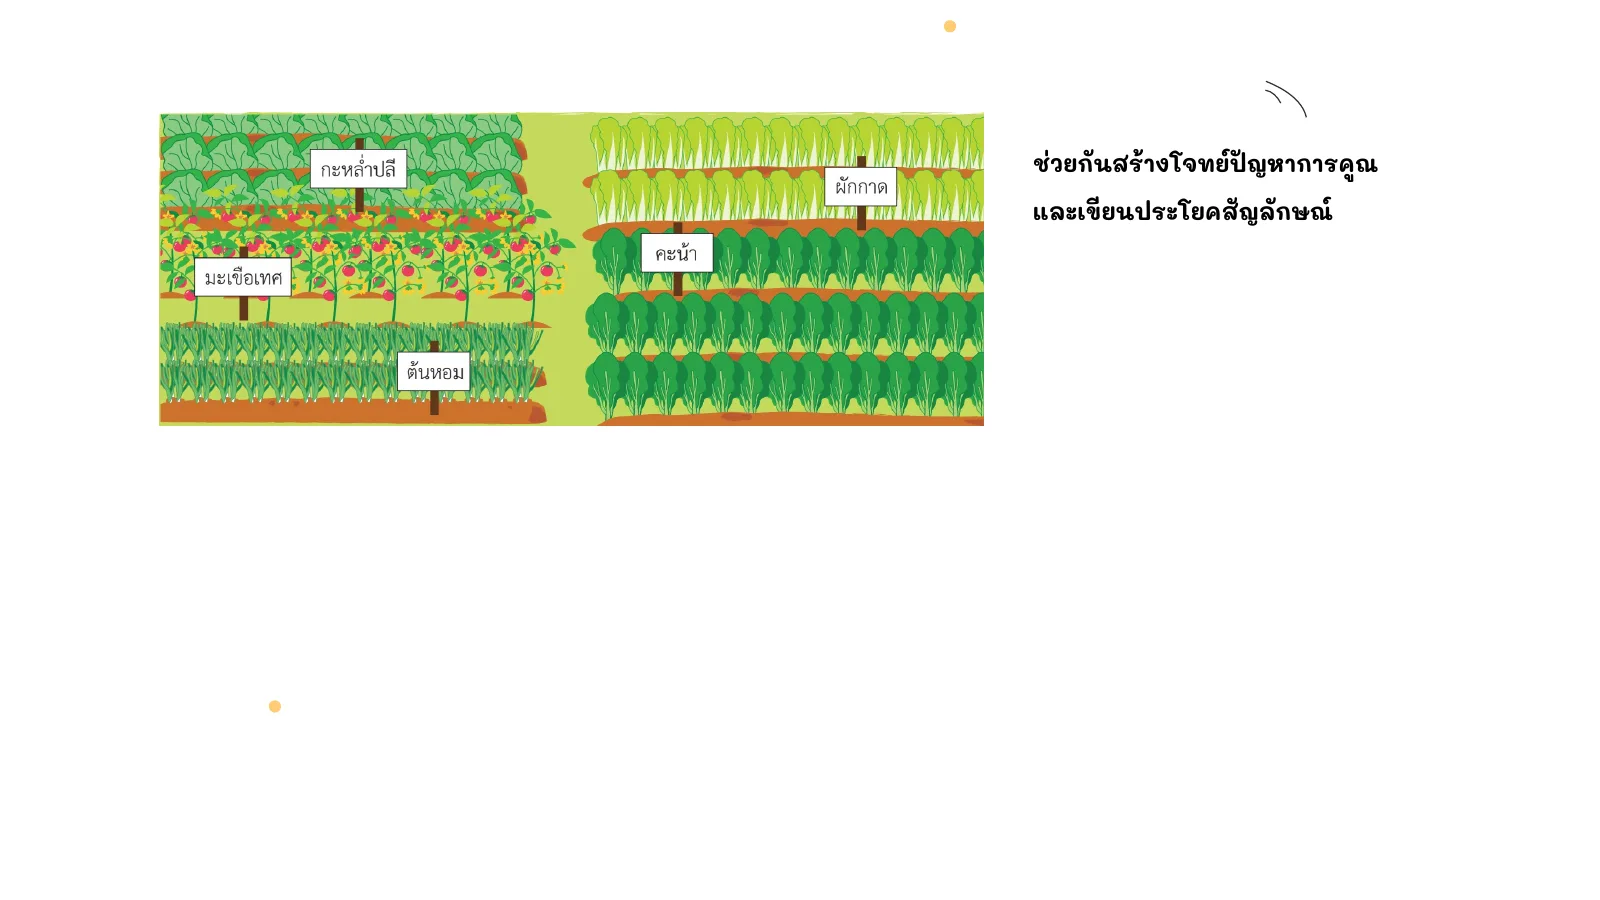 กะหล่ำปลี
ผักกาด
คะน้า
มะเขือเทศ
ต้นหอม
ช่วยกันสร้างโจทย์ปัญหาการคูณ
และเขียนประโยคสัญลักษณ์